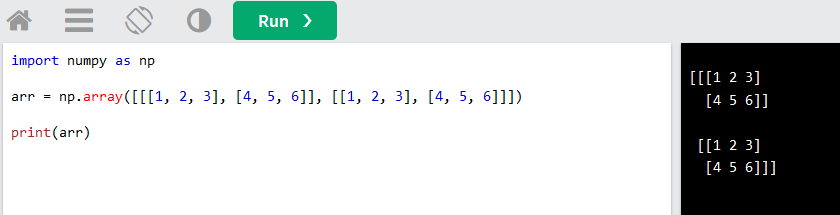 Run ❯
import numpy as np
arr = np.array([[[1, 2, 3], [4, 5, 6]], [[1, 2, 3], [4, 5, 6]]])
print(arr)
[[[1 2 3]
  [4 5 6]]
 [[1 2 3]
  [4 5 6]]]